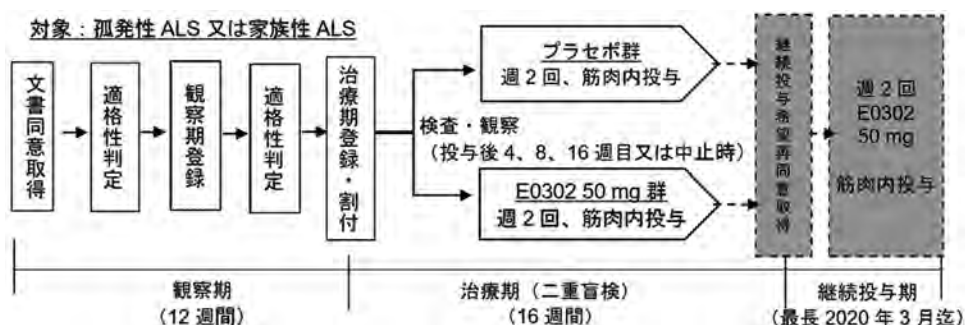 対象：孤発性 ALS 又は家族性 ALS
文書同意取得
適格性判定
観察期登録
適格性判定
治療期登録・割付
プラセボ群
週 2 回、筋肉内投与
検査・観察
（投与後 4、8、16 週目又は中止時）
E0302 50 mg 群
週 2 回、筋肉内投与
継続投与希望再同意取得
週 2 回
E0302
50 mg
筋肉内投与
観察期
（12 週間）
治療期（二重盲検）
（16 週間）
継続投与期
（最長 2020 年 3 月迄）